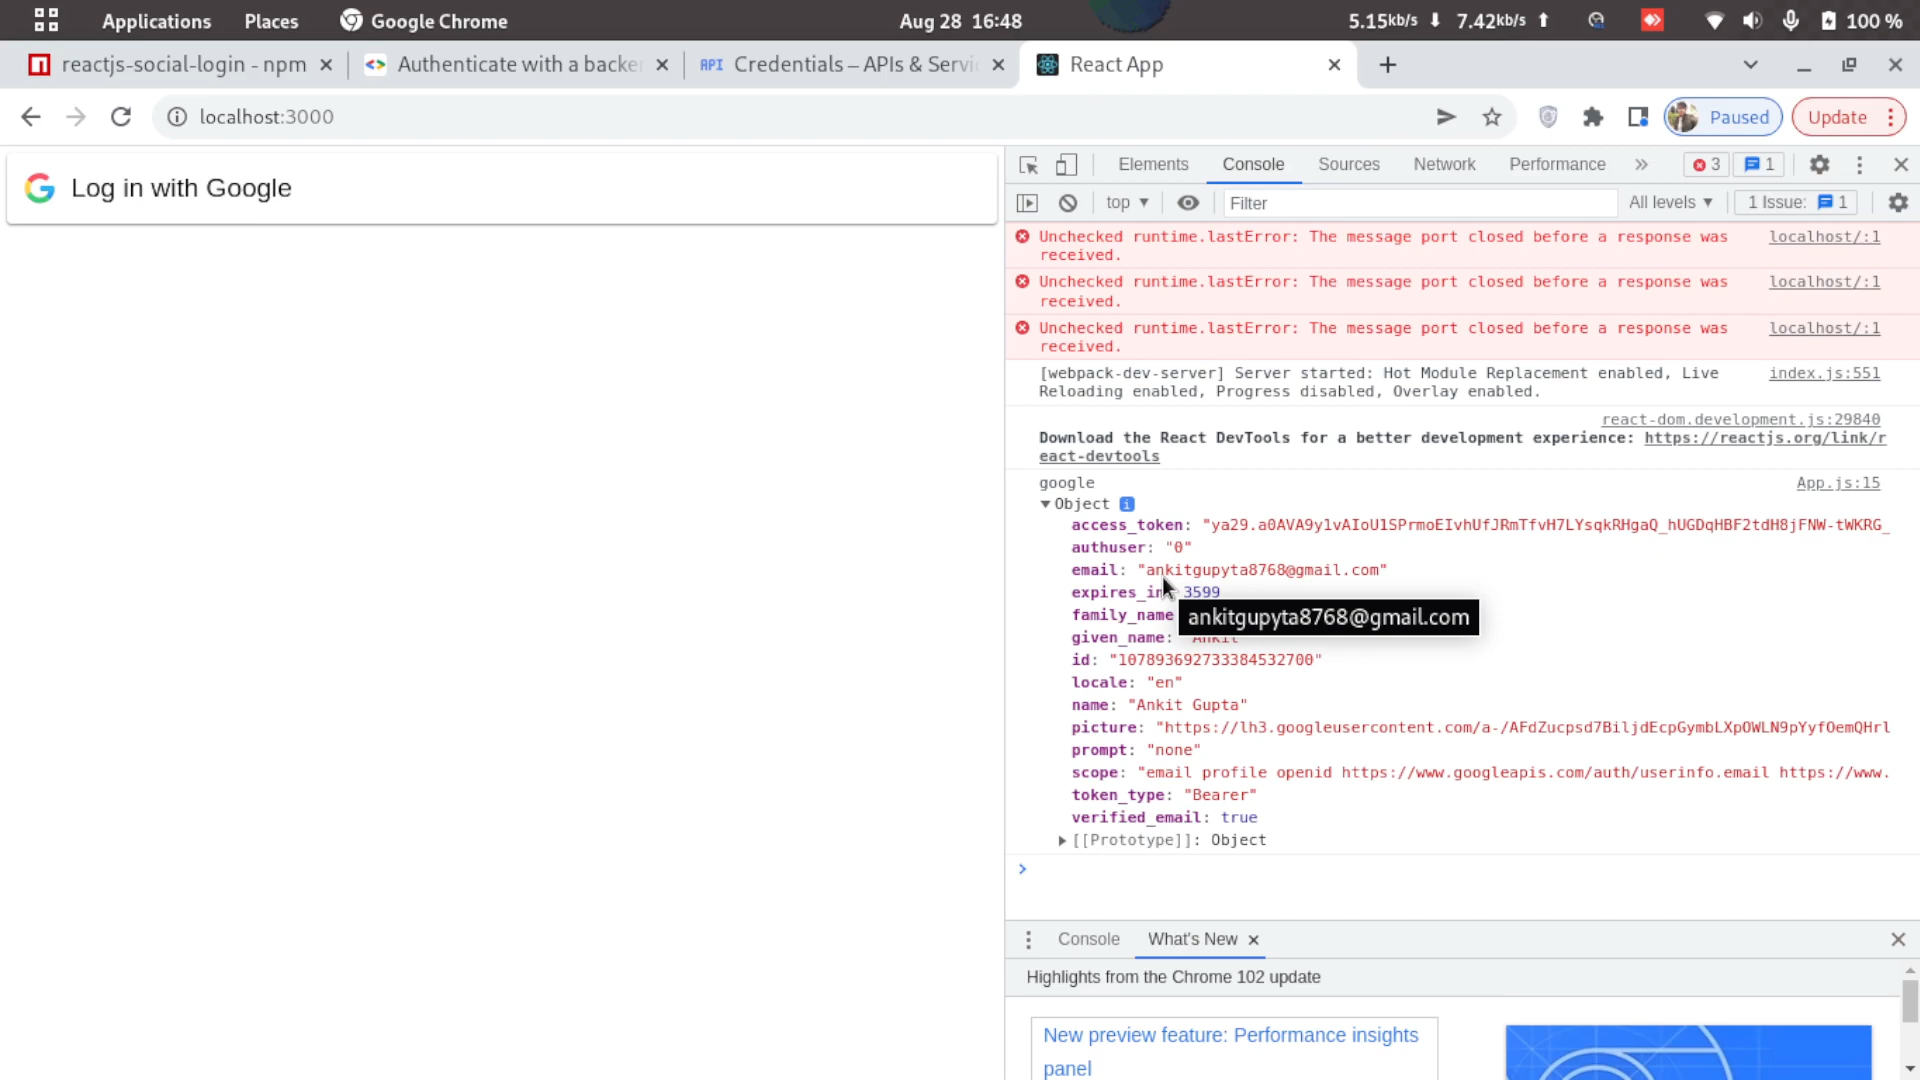 Applications Places Google Chrome Aug 28 16:48 5.15kb/s 7.42kb/s 100 %
reactjs-social-login - npm Authenticate with a backe Credentials – APIs & Servi React App
localhost:3000 Paused Update
Log in with Google
Elements Console Sources Network Performance 3 1
top Filter All levels 1 Issue: 1
Unchecked runtime.lastError: The message port closed before a response was localhost/:1
received.
Unchecked runtime.lastError: The message port closed before a response was localhost/:1
received.
Unchecked runtime.lastError: The message port closed before a response was localhost/:1
received.
[webpack-dev-server] Server started: Hot Module Replacement enabled, Live index.js:551
Reloading enabled, Progress disabled, Overlay enabled.
react-dom.development.js:29840
Download the React DevTools for a better development experience: https://reactjs.org/link/r
eact-devtools
google App.js:15
Object
access_token: "ya29.a0AVA9y1vAIoU1SPrmoEIvhUfJRmTfvH7LYsqkRHgaQ_hUGDqHBF2tdH8jFNW-tWKRG_
authuser: "0"
email: "ankitgupyta8768@gmail.com"
expires_in 3599
family_name
ankitgupyta8768@gmail.com
given_name: "Ankit"
id: "107893692733384532700"
locale: "en"
name: "Ankit Gupta"
picture: "https://lh3.googleusercontent.com/a-/AFdZucpsd7BiljdEcpGymbLXpOWLN9pYyfOemQHrl
prompt: "none"
scope: "email profile openid https://www.googleapis.com/auth/userinfo.email https://www.
token_type: "Bearer"
verified_email: true
[[Prototype]]: Object
Console What's New
Highlights from the Chrome 102 update
New preview feature: Performance insights
panel